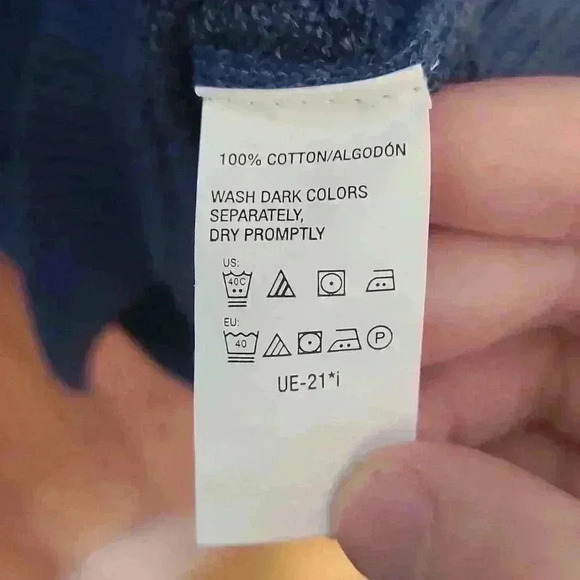 100% COTTON/ALGODÓN
WASH DARK COLORS
SEPARATELY,
DRY PROMPTLY
US:
40C
EU:
40
P
UE-21*i